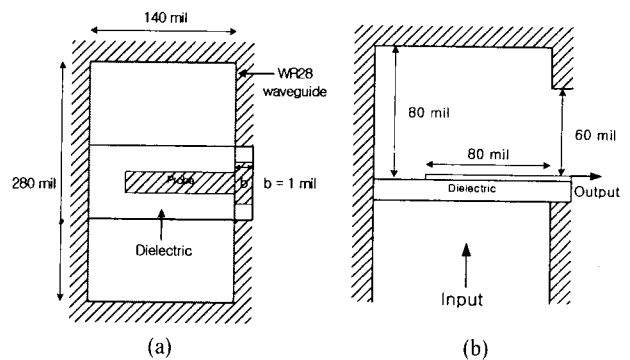 140 mil
WR28
waveguide
280 mil
Probe
b
b = 1 mil
Dielectric
(a)
80 mil
60 mil
80 mil
Dielectric
Output
Input
(b)